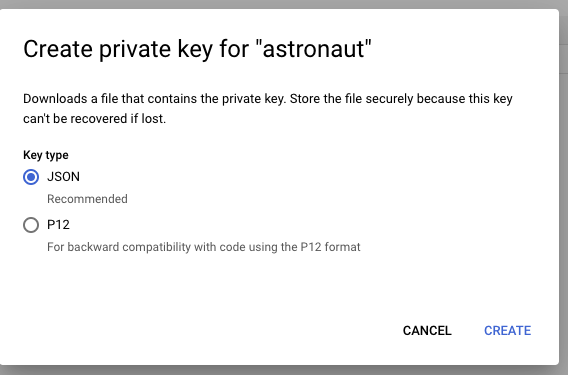 Create private key for "astronaut"
Downloads a file that contains the private key. Store the file securely because this key
can't be recovered if lost.
Key type
JSON
Recommended
P12
For backward compatibility with code using the P12 format
CANCEL CREATE